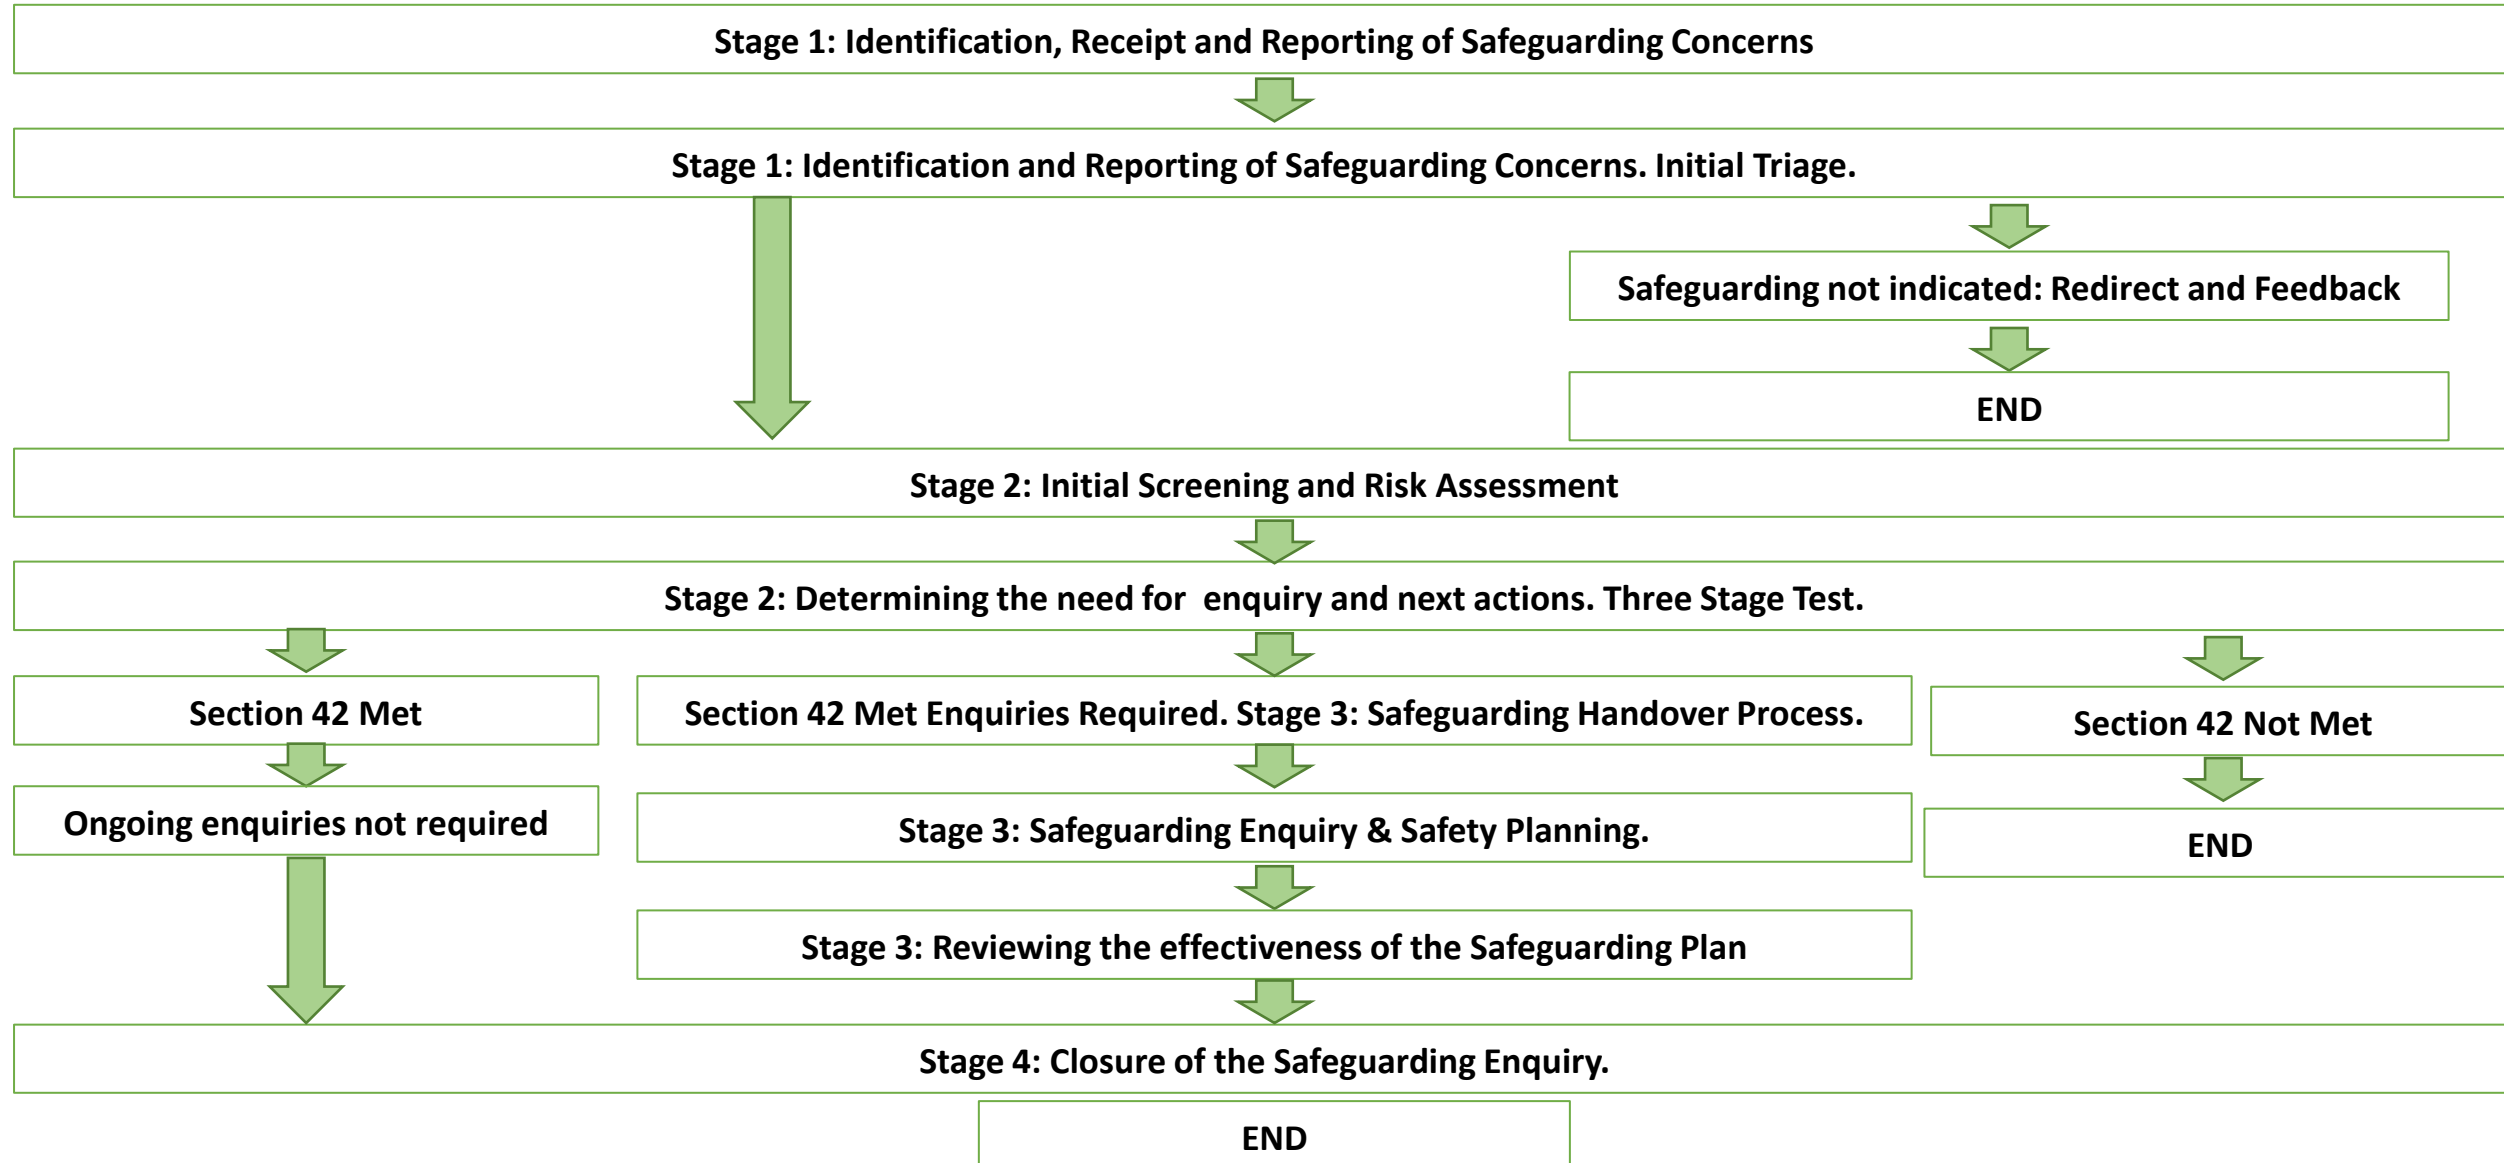 Stage 1: Identification, Receipt and Reporting of Safeguarding Concerns
Stage 1: Identification and Reporting of Safeguarding Concerns. Initial Triage.
Safeguarding not indicated: Redirect and Feedback
END
Stage 2: Initial Screening and Risk Assessment
Stage 2: Determining the need for  enquiry and next actions. Three Stage Test.
Section 42 Met
Ongoing enquiries not required
Section 42 Met Enquiries Required. Stage 3: Safeguarding Handover Process.
Stage 3: Safeguarding Enquiry & Safety Planning.
Stage 3: Reviewing the effectiveness of the Safeguarding Plan
Section 42 Not Met
END
Stage 4: Closure of the Safeguarding Enquiry.
END